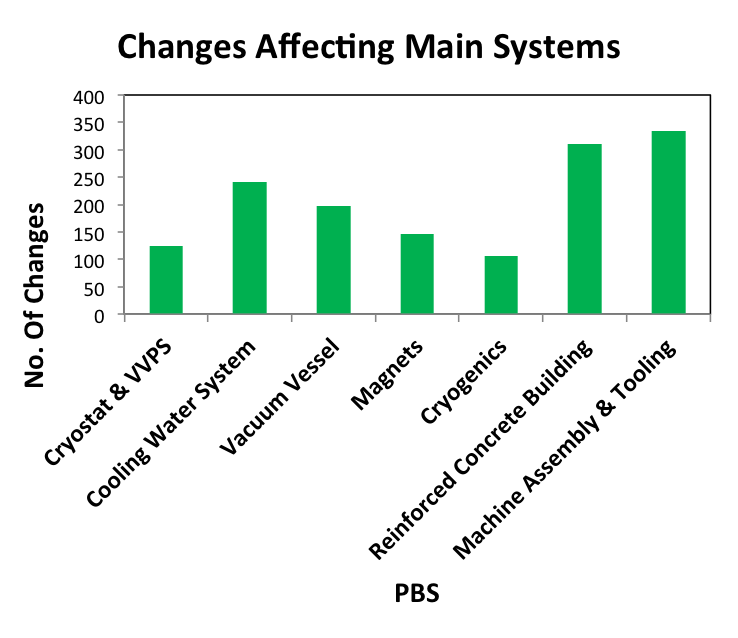 Changes Affecting Main Systems
No. Of Changes
400
350
300
250
200
150
100
50
0
Cryostat & VVPS
Cooling Water System
Vacuum Vessel
Magnets
Cryogenics
Reinforced Concrete Building
Machine Assembly & Tooling
PBS